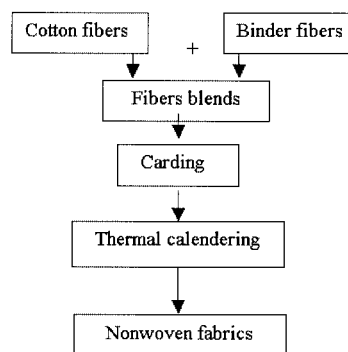 Cotton fibers
+
Binder fibers
Fibers blends
Carding
Thermal calendering
Nonwoven fabrics